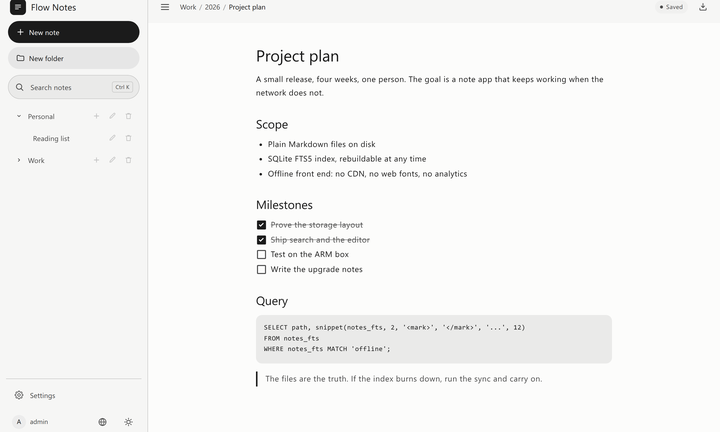 Flow Notes
New note
New folder
Search notes
Ctrl K
Personal
Reading list
Work
Settings
A admin
Work / 2026 / Project plan
Saved
Project plan
A small release, four weeks, one person. The goal is a note app that keeps working when the
network does not.
Scope
• Plain Markdown files on disk
• SQLite FTS5 index, rebuildable at any time
• Offline front end: no CDN, no web fonts, no analytics
Milestones
Prove the storage layout
Ship search and the editor
Test on the ARM box
Write the upgrade notes
Query
SELECT path, snippet(notes_fts, 2, '<mark>', '</mark>', '...', 12)
FROM notes_fts
WHERE notes_fts MATCH 'offline';
The files are the truth. If the index burns down, run the sync and carry on.